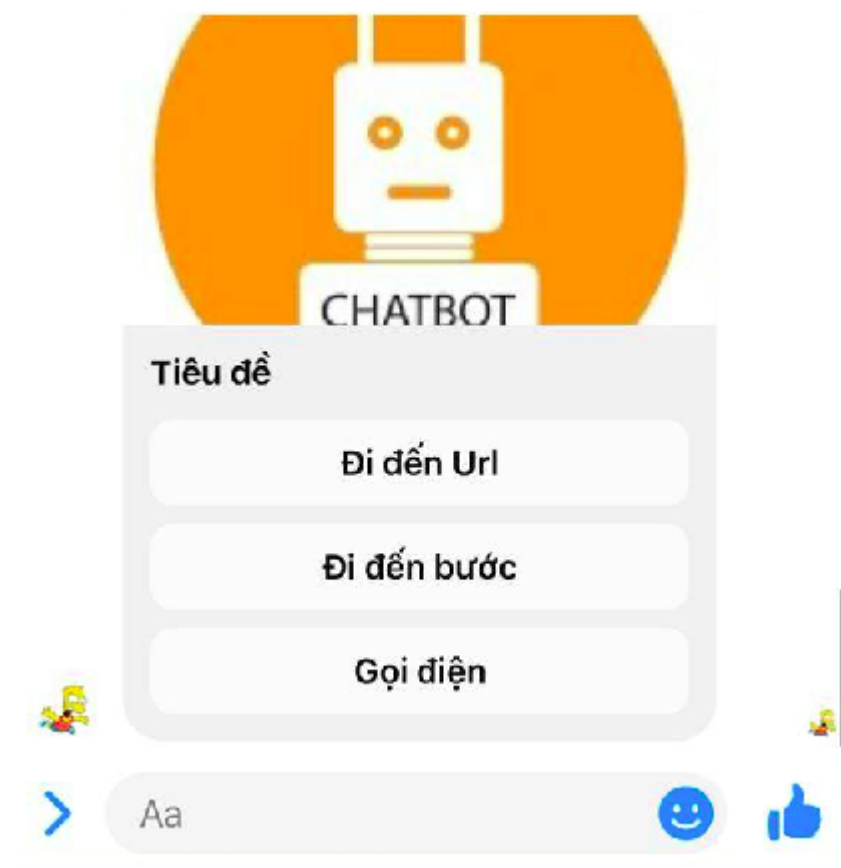 CHATBOT
Tiêu đề
Đi đến Url
Đi đến bước
Gọi điện
Aa